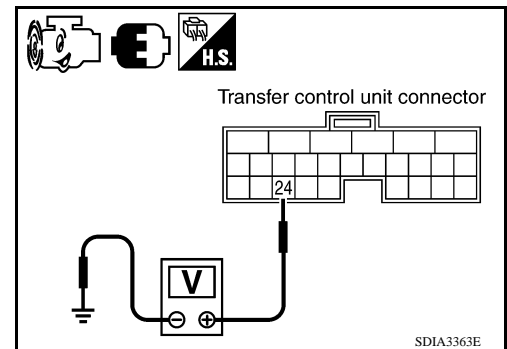 H.S.
Transfer control unit connector
24
V
− +
SDIA3363E